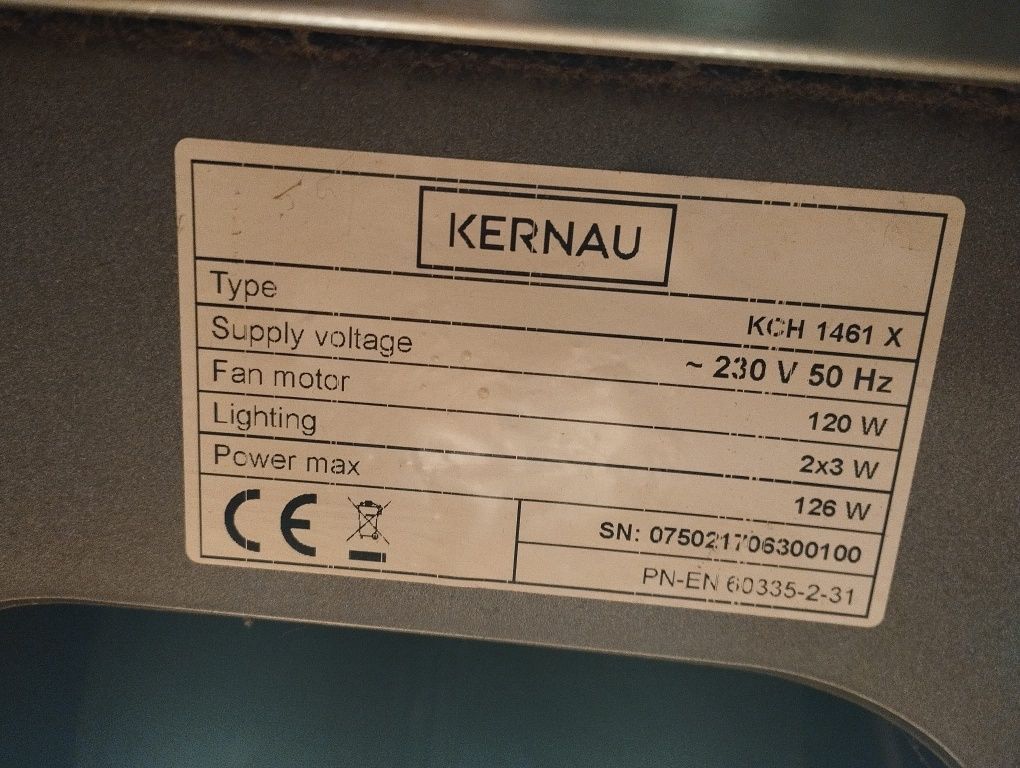 KERNAU
Type KCH 1461 X
Supply voltage ~ 230 V 50 Hz
Fan motor 120 W
Lighting 2x3 W
Power max 126 W
CE
SN: 075021706300100
PN-EN 60335-2-31